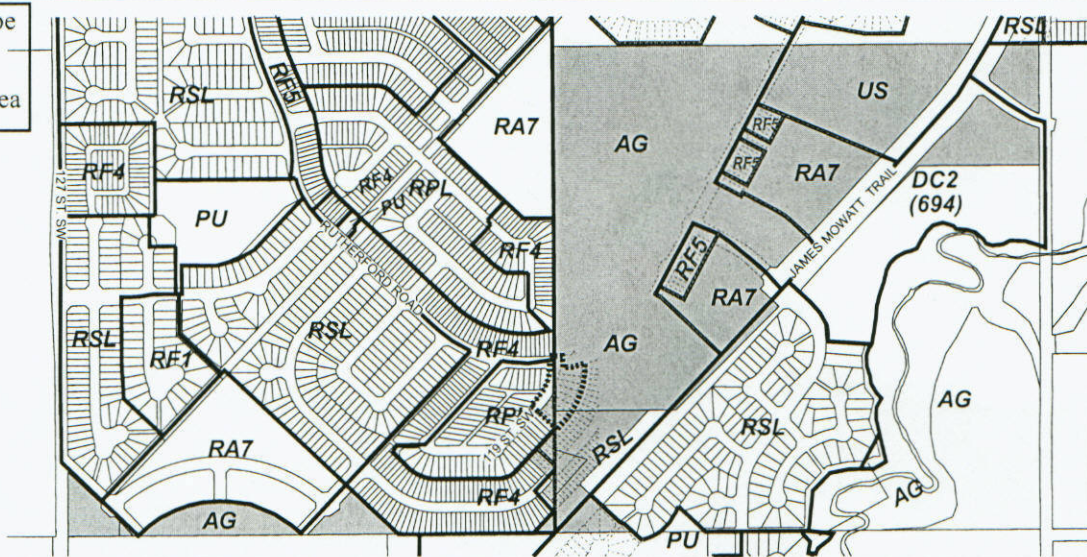 ea
RSL
RF5
RSL
RA7
AG
US
RF5
RF5
RA7
RF4
RF4
PU
RPL
PU
127 ST. SW
RUTHERFORD ROAD
RF4
JAMES MOWATT TRAIL
DC2
(694)
RF5
RA7
RSL
RF1
RSL
RF4
AG
AG
RSL
119 ST. SW
RSL
RA7
RF4
AG
AG
PU